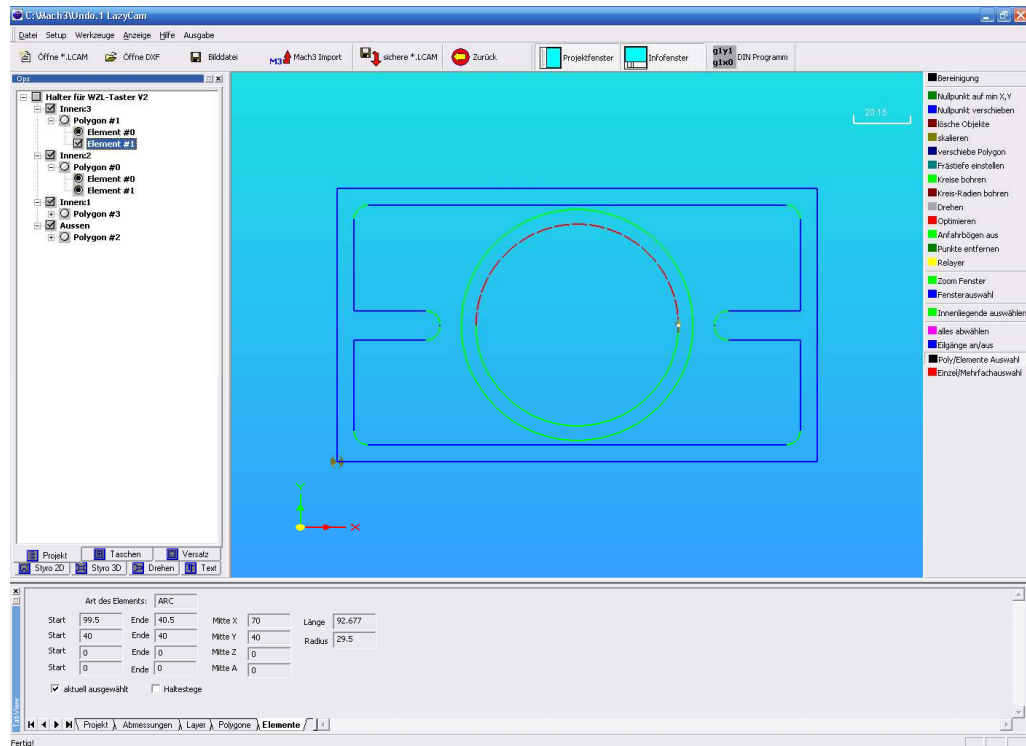 C:\Mach3\Undo.1 LazyCam
Datei Setup Werkzeuge Anzeige Hilfe Ausgabe
Öffne *.LCAM Öffne DXF Bilddatei M3 Mach3 Import sichere *.LCAM Zurück Projektfenster Infofenster g1y1 g1x0 DIN Programm
Ops
Halter für WZL-Taster V2
Innen:3
Polygon #1
Element #0
Element #1
Innen:2
Polygon #0
Element #0
Element #1
Innen:1
Polygon #3
Aussen
Polygon #2
Projekt Taschen Versatz
Styro 2D Styro 3D Drehen Text
20.15
Y
X
Bereinigung
Nullpunkt auf min X,Y
Nullpunkt verschieben
lösche Objekte
skalieren
verschiebe Polygon
Frästiefe einstellen
Kreise bohren
Kreis-Radien bohren
Drehen
Optimieren
Anfahrbögen aus
Punkte entfernen
Relayer
Zoom Fenster
Fensterauswahl
Innenliegende auswählen
alles abwählen
Eilgänge an/aus
Poly/Elemente Auswahl
Einzel/Mehrfachauswahl
TabView
Art des Elements: ARC
Start 99.5 Ende 40.5 Mitte X 70 Länge 92.677
Start 40 Ende 40 Mitte Y 40 Radius 29.5
Start 0 Ende 0 Mitte Z 0
Start 0 Ende 0 Mitte A 0
aktuell ausgewählt Haltestege
Projekt Abmessungen Layer Polygone Elemente
Fertig!